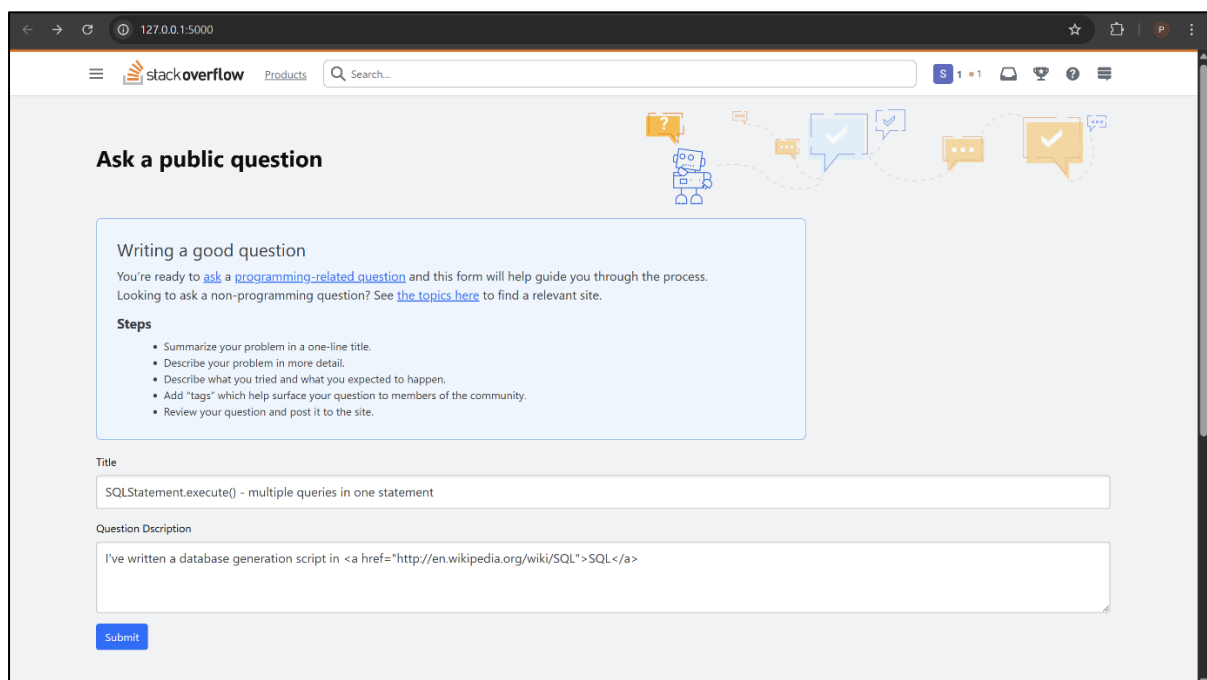 127.0.0.1:5000
P
stackoverflow
Products
Search...
S 1 1
?
Ask a public question
Writing a good question
You're ready to ask a programming-related question and this form will help guide you through the process.
Looking to ask a non-programming question? See the topics here to find a relevant site.
Steps
• Summarize your problem in a one-line title.
• Describe your problem in more detail.
• Describe what you tried and what you expected to happen.
• Add "tags" which help surface your question to members of the community.
• Review your question and post it to the site.
Title
SQLStatement.execute() - multiple queries in one statement
Question Dscription
I've written a database generation script in <a href="http://en.wikipedia.org/wiki/SQL">SQL</a>
Submit